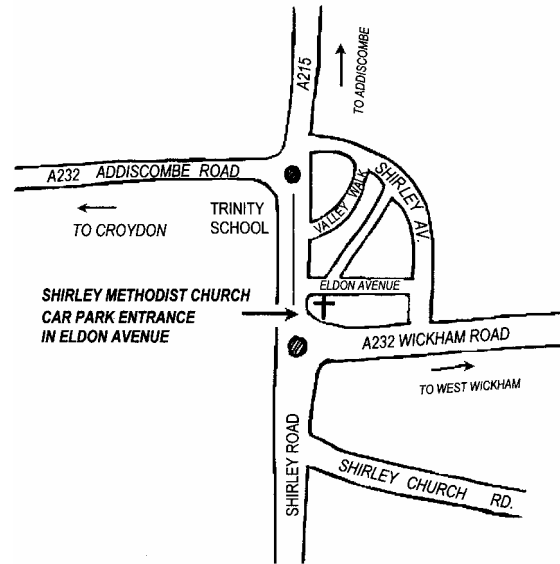 A215
TO ADDISCOMBE
A232 ADDISCOMBE ROAD
SHIRLEY AV.
VALLEY WALK
TRINITY
SCHOOL
TO CROYDON
ELDON AVENUE
SHIRLEY METHODIST CHURCH
CAR PARK ENTRANCE
IN ELDON AVENUE
A232 WICKHAM ROAD
TO WEST WICKHAM
SHIRLEY ROAD
SHIRLEY CHURCH RD.